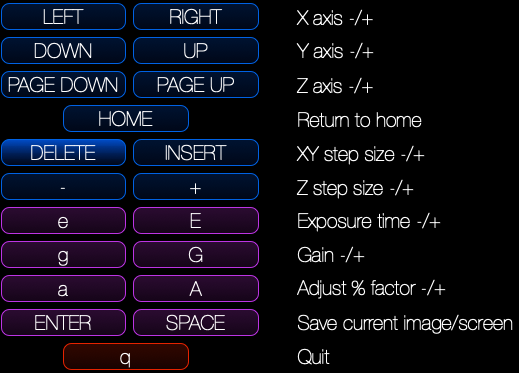 LEFT RIGHT X axis -/+
DOWN UP Y axis -/+
PAGE DOWN PAGE UP Z axis -/+
HOME Return to home
DELETE INSERT XY step size -/+
- + Z step size -/+
e E Exposure time -/+
g G Gain -/+
a A Adjust % factor -/+
ENTER SPACE Save current image/screen
q Quit